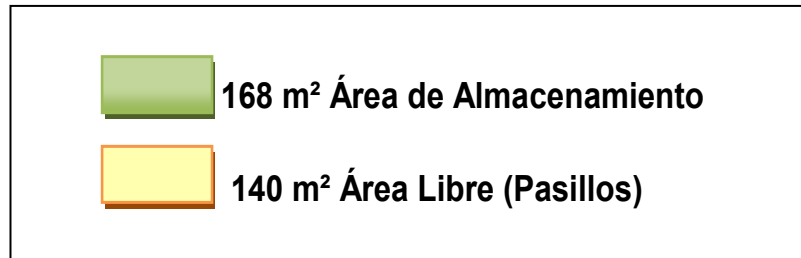 168 m² Área de Almacenamiento
140 m² Área Libre (Pasillos)